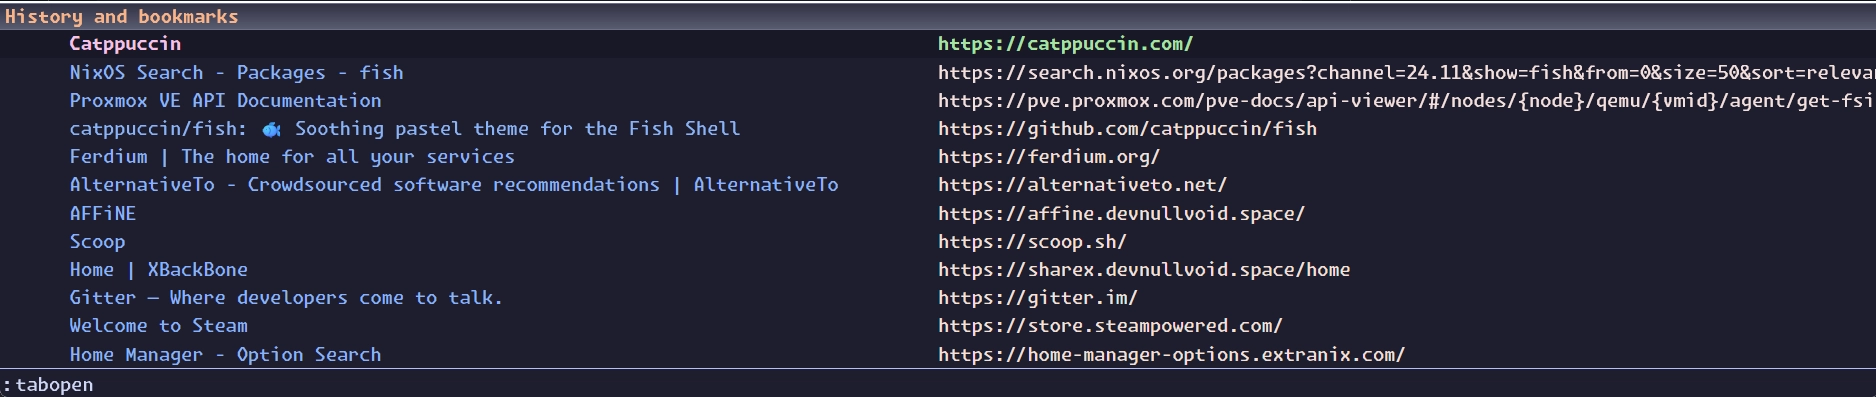 History and bookmarks
Catppuccin https://catppuccin.com/
NixOS Search - Packages - fish https://search.nixos.org/packages?channel=24.11&show=fish&from=0&size=50&sort=releva
Proxmox VE API Documentation https://pve.proxmox.com/pve-docs/api-viewer/#/nodes/{node}/qemu/{vmid}/agent/get-fsi
catppuccin/fish: 🐟 Soothing pastel theme for the Fish Shell https://github.com/catppuccin/fish
Ferdium | The home for all your services https://ferdium.org/
AlternativeTo - Crowdsourced software recommendations | AlternativeTo https://alternativeto.net/
AFFiNE https://affine.devnullvoid.space/
Scoop https://scoop.sh/
Home | XBackBone https://sharex.devnullvoid.space/home
Gitter — Where developers come to talk. https://gitter.im/
Welcome to Steam https://store.steampowered.com/
Home Manager - Option Search https://home-manager-options.extranix.com/
:tabopen